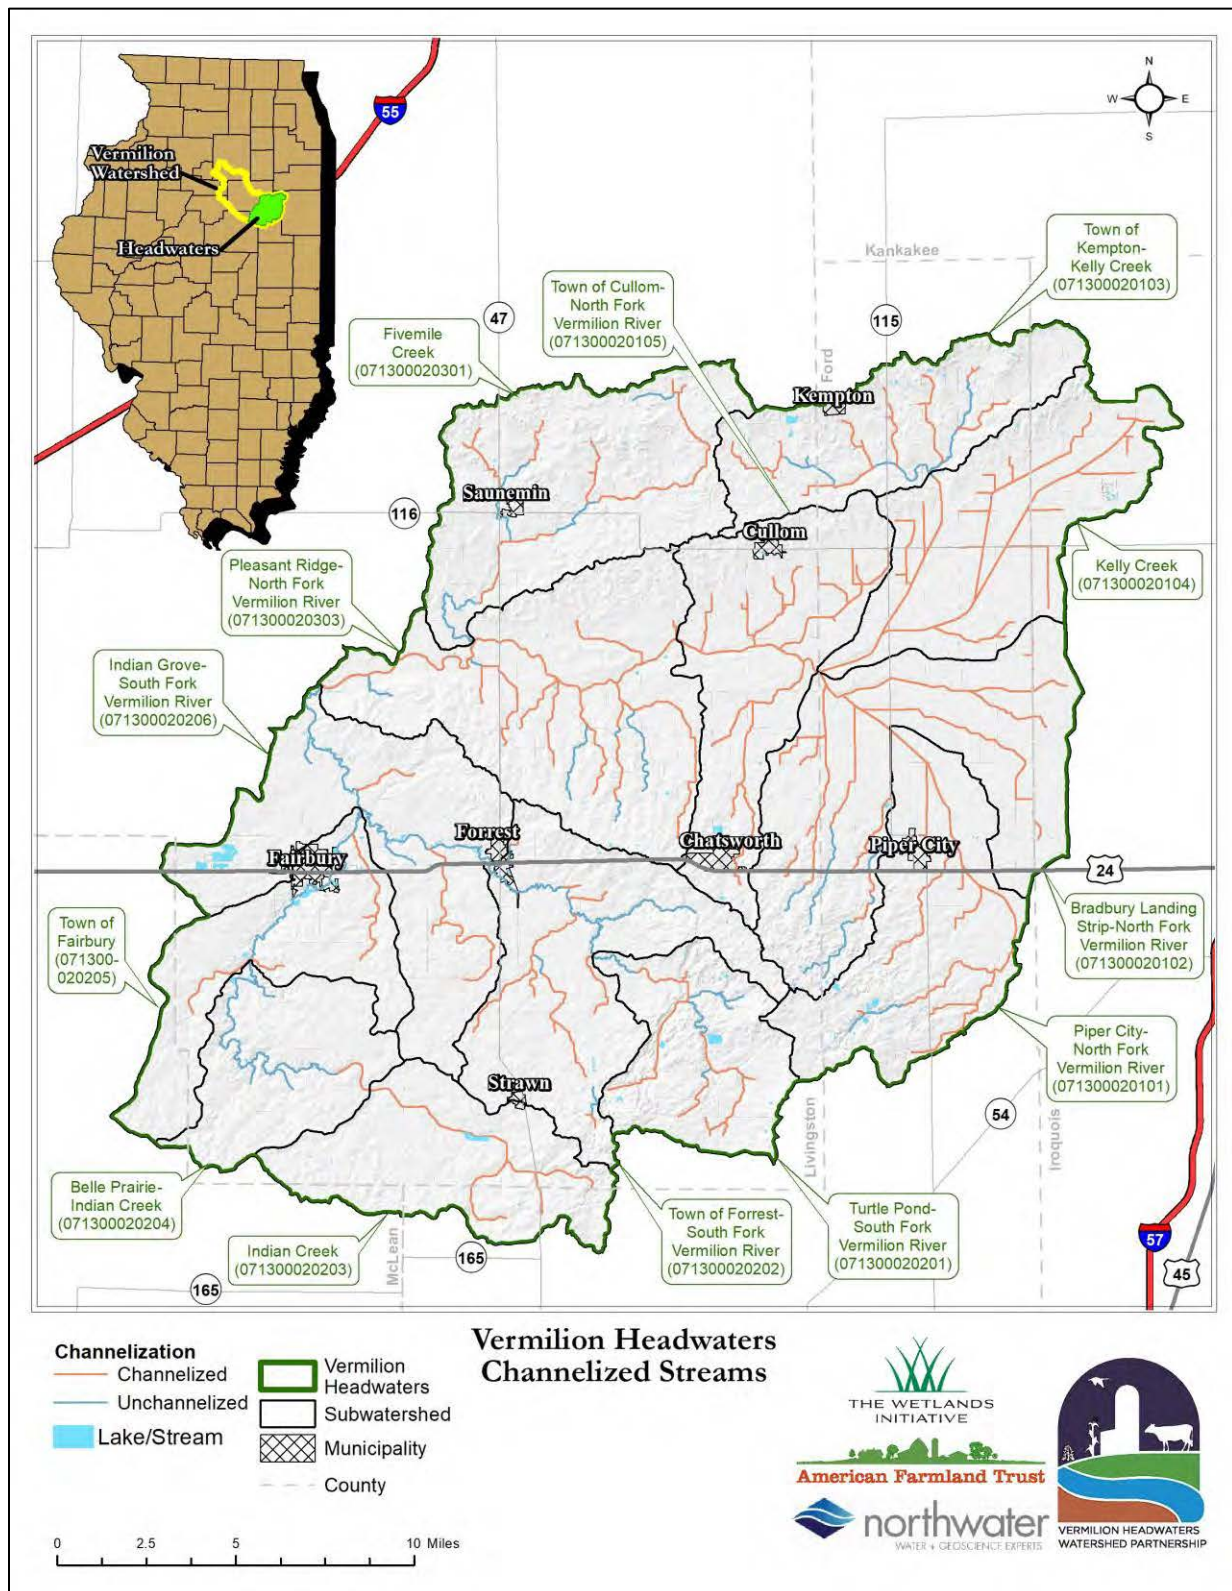 Vermilion
Watershed
Headwaters
55
N
W
E
S
Kankakee
Town of
Kempton-
Kelly Creek
(071300020103)
Town of Cullom-
North Fork
Vermilion River
(071300020105)
47
115
Fivemile
Creek
(071300020301)
Ford
Kempton
Saunemin
116
Cullom
Pleasant Ridge-
North Fork
Vermilion River
(071300020303)
Kelly Creek
(071300020104)
Indian Grove-
South Fork
Vermilion River
(071300020206)
Forrest
Chatsworth
Piper City
Fairbury
24
Town of
Fairbury
(071300-
020205)
Bradbury Landing
Strip-North Fork
Vermilion River
(071300020102)
Piper City-
North Fork
Vermilion River
(071300020101)
Strawn
54
Livingston
Iroquois
Belle Prairie-
Indian Creek
(071300020204)
Indian Creek
(071300020203)
McLean
165
165
Town of Forrest-
South Fork
Vermilion River
(071300020202)
Turtle Pond-
South Fork
Vermilion River
(071300020201)
57
45
Vermilion Headwaters
Channelized Streams
Channelization
Channelized
Unchannelized
Lake/Stream
Vermilion
Headwaters
Subwatershed
Municipality
County
0 2.5 5 10 Miles
THE WETLANDS
INITIATIVE
American Farmland Trust
northwater
WATER + GEOSCIENCE EXPERTS
VERMILION HEADWATERS
WATERSHED PARTNERSHIP